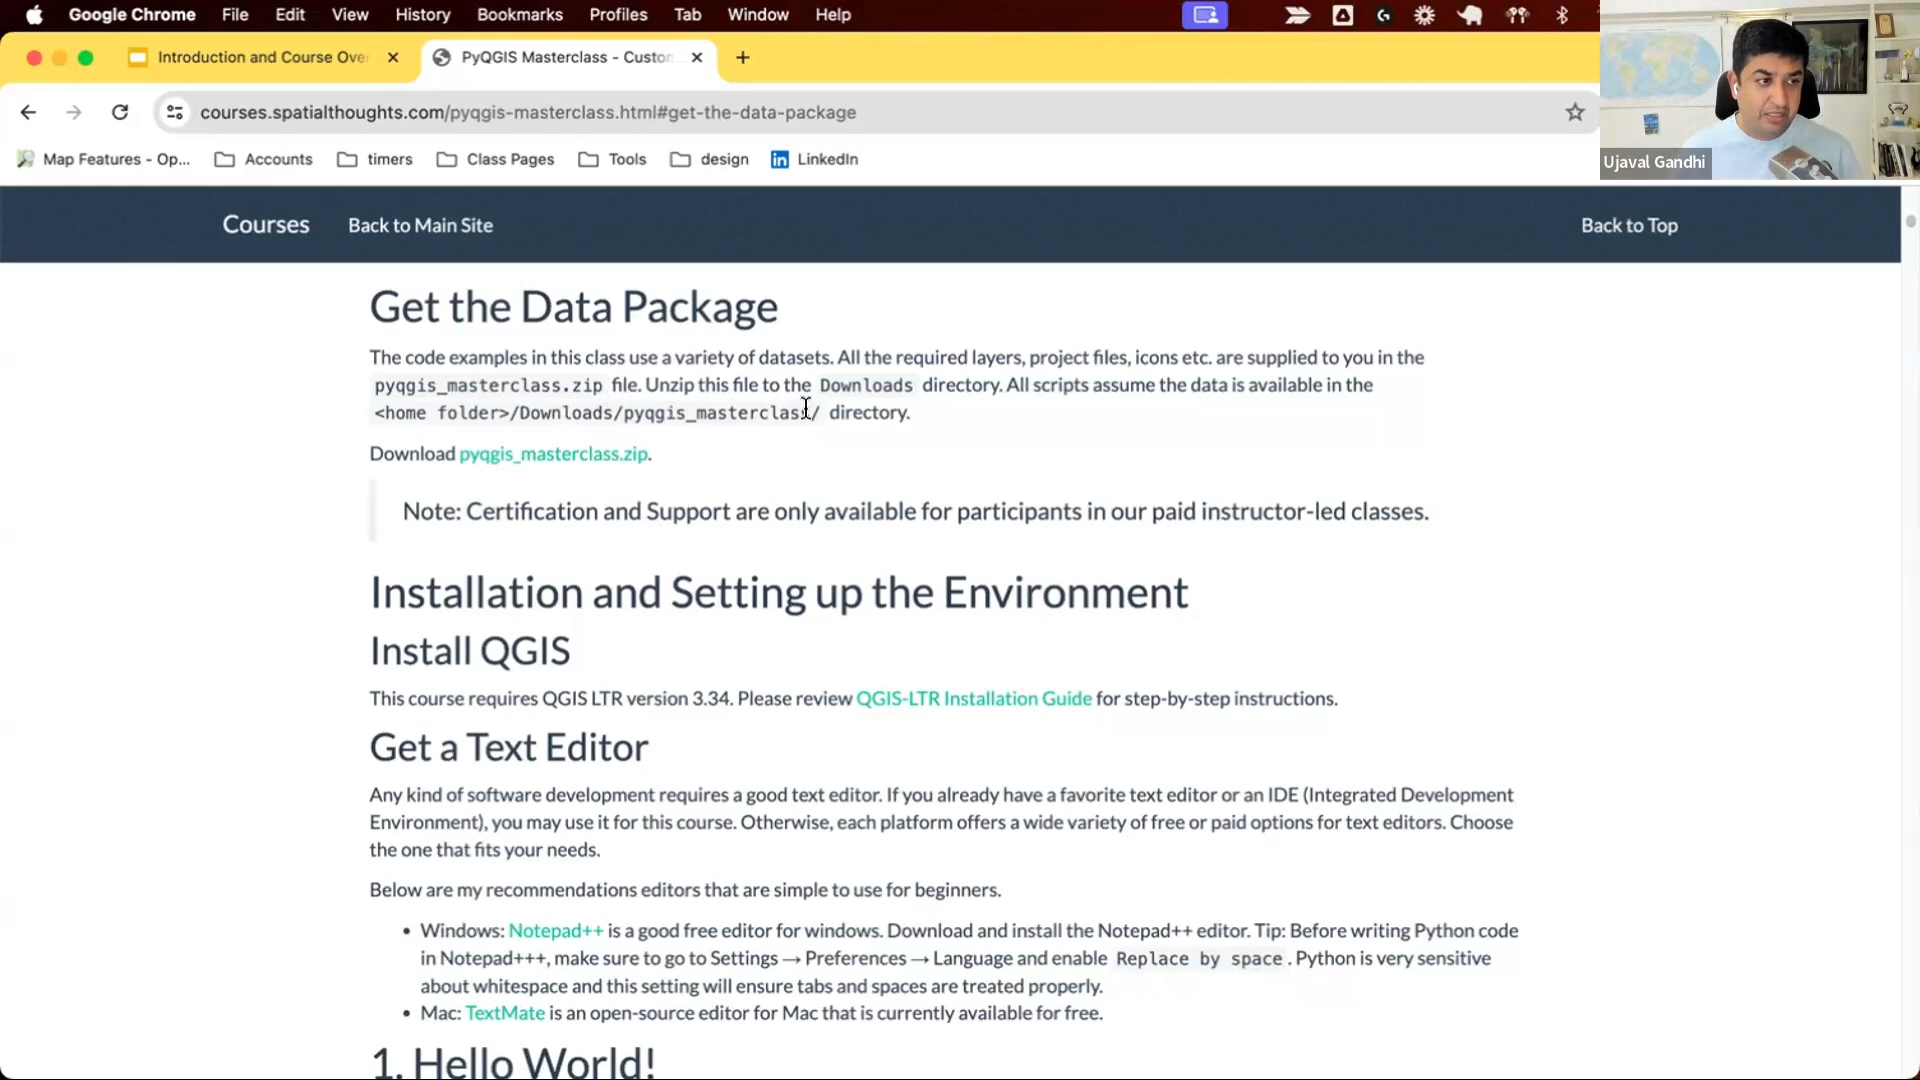 Google Chrome File Edit View History Bookmarks Profiles Tab Window Help
Introduction and Course Ove
PyQGIS Masterclass - Custon
courses.spatialthoughts.com/pyqgis-masterclass.html#get-the-data-package
Map Features - Op... Accounts timers Class Pages Tools design LinkedIn
Ujaval Gandhi
Courses Back to Main Site Back to Top
Get the Data Package
The code examples in this class use a variety of datasets. All the required layers, project files, icons etc. are supplied to you in the
pyqgis_masterclass.zip file. Unzip this file to the Downloads directory. All scripts assume the data is available in the
<home folder>/Downloads/pyqgis_masterclass/ directory.
Download pyqgis_masterclass.zip.
Note: Certification and Support are only available for participants in our paid instructor-led classes.
Installation and Setting up the Environment
Install QGIS
This course requires QGIS LTR version 3.34. Please review QGIS-LTR Installation Guide for step-by-step instructions.
Get a Text Editor
Any kind of software development requires a good text editor. If you already have a favorite text editor or an IDE (Integrated Development
Environment), you may use it for this course. Otherwise, each platform offers a wide variety of free or paid options for text editors. Choose
the one that fits your needs.
Below are my recommendations editors that are simple to use for beginners.
• Windows: Notepad++ is a good free editor for windows. Download and install the Notepad++ editor. Tip: Before writing Python code
in Notepad+++, make sure to go to Settings → Preferences → Language and enable Replace by space. Python is very sensitive
about whitespace and this setting will ensure tabs and spaces are treated properly.
• Mac: TextMate is an open-source editor for Mac that is currently available for free.
1. Hello World!